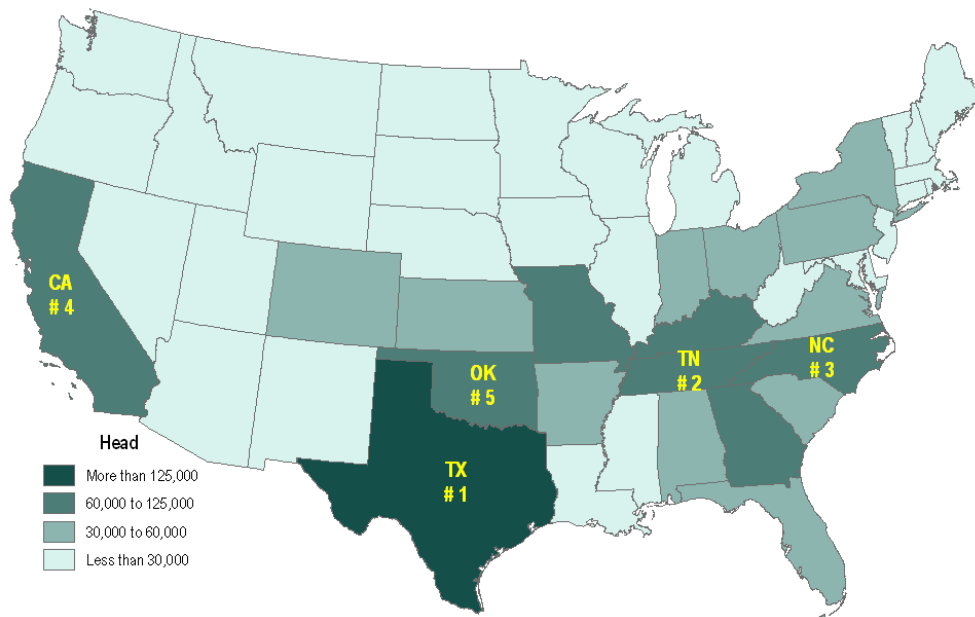 CA
# 4
OK
# 5
TN
# 2
NC
# 3
TX
# 1
Head
More than 125,000
60,000 to 125,000
30,000 to 60,000
Less than 30,000